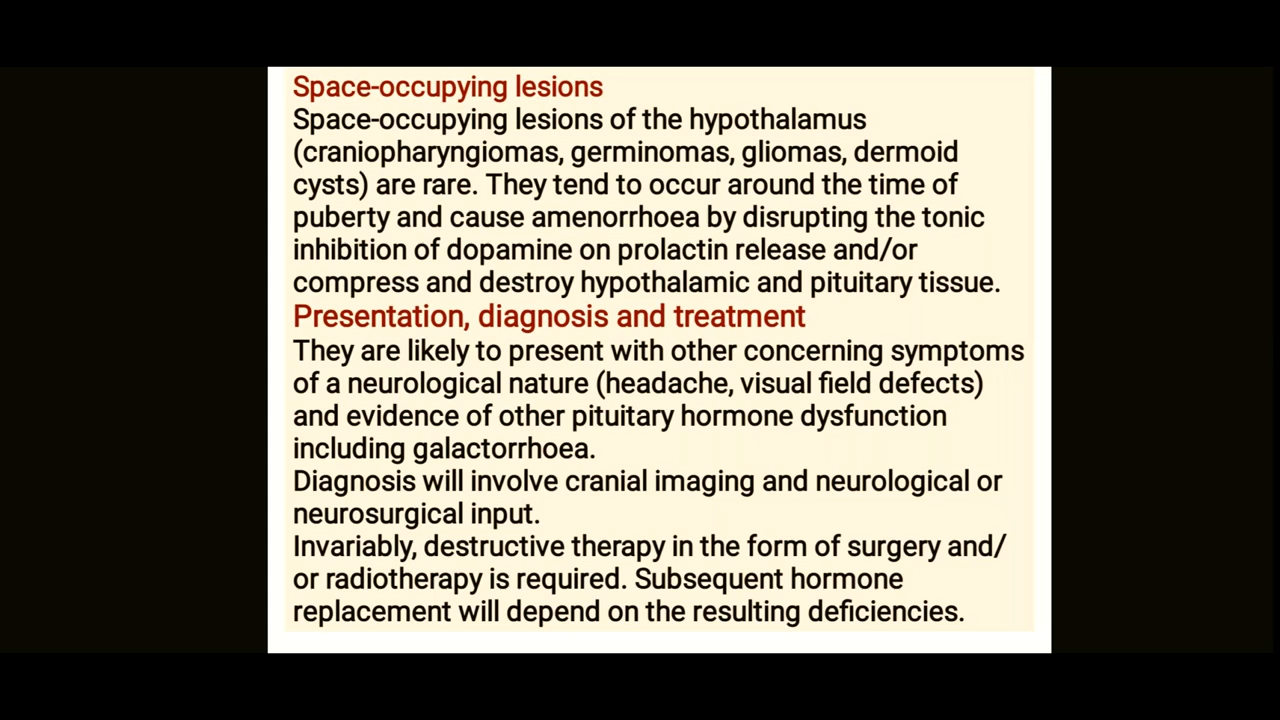 Space-occupying lesions
Space-occupying lesions of the hypothalamus
(craniopharyngiomas, germinomas, gliomas, dermoid
cysts) are rare. They tend to occur around the time of
puberty and cause amenorrhoea by disrupting the tonic
inhibition of dopamine on prolactin release and/or
compress and destroy hypothalamic and pituitary tissue.
Presentation, diagnosis and treatment
They are likely to present with other concerning symptoms
of a neurological nature (headache, visual field defects)
and evidence of other pituitary hormone dysfunction
including galactorrhoea.
Diagnosis will involve cranial imaging and neurological or
neurosurgical input.
Invariably, destructive therapy in the form of surgery and/
or radiotherapy is required. Subsequent hormone
replacement will depend on the resulting deficiencies.